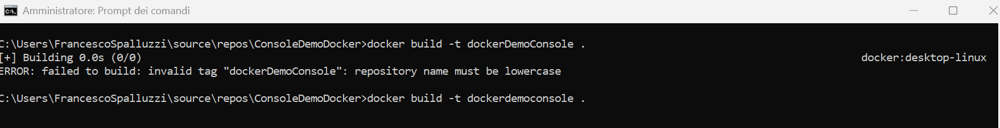 Amministratore: Prompt dei comandi
C:\Users\FrancescoSpalluzzi\source\repos\ConsoleDemoDocker>docker build -t dockerDemoConsole .
[+] Building 0.0s (0/0) docker:desktop-linux
ERROR: failed to build: invalid tag "dockerDemoConsole": repository name must be lowercase
C:\Users\FrancescoSpalluzzi\source\repos\ConsoleDemoDocker>docker build -t dockerdemoconsole .